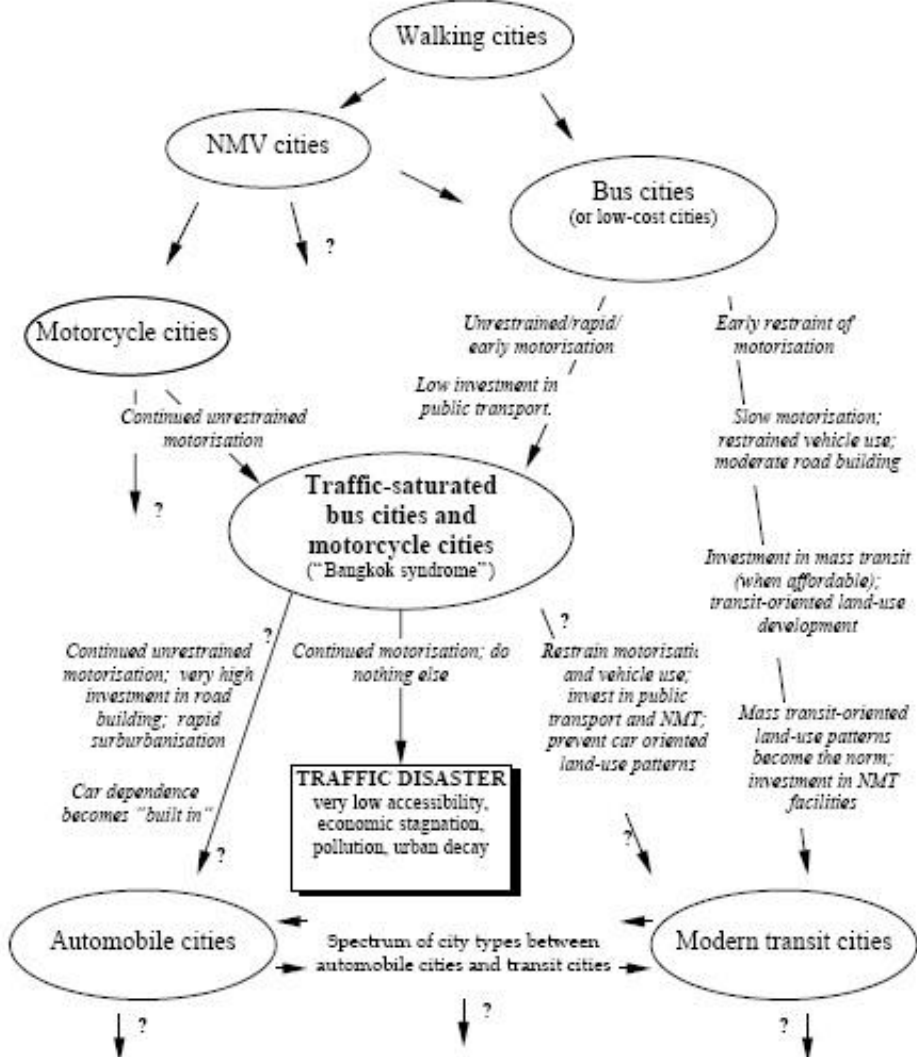 Walking cities
NMV cities
Bus cities
(or low-cost cities)
?
Motorcycle cities
Unrestrained/rapid/
early motorisation
Early restraint of
motorisation
Low investment in
public transport.
Continued unrestrained
motorisation
Slow motorisation;
restrained vehicle use;
moderate road building
?
Traffic-saturated
bus cities and
motorcycle cities
("Bangkok syndrome")
Investment in mass transit
(when affordable);
transit-oriented land-use
development
?
Continued unrestrained
motorisation; very high
investment in road
building; rapid
surburbanisation
Continued motorisation; do
nothing else
?
Restrain motorisatic
and vehicle use;
invest in public
transport and NMT;
prevent car oriented
land-use patterns
Mass transit-oriented
land-use patterns
become the norm;
investment in NMT
facilities
Car dependence
becomes "built in"
?
TRAFFIC DISASTER
very low accessibility,
economic stagnation,
pollution, urban decay
?
Automobile cities
Spectrum of city types between
automobile cities and transit cities
Modern transit cities
?
?
?